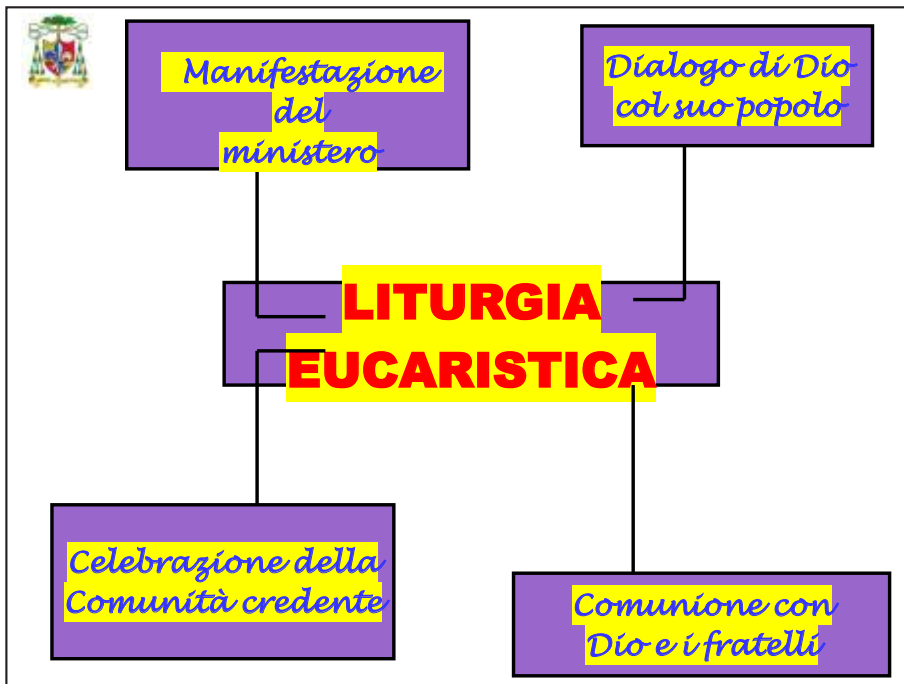 Manifestazione
del
ministero
Dialogo di Dio
col suo popolo
LITURGIA
EUCARISTICA
Celebrazione della
Comunità credente
Comunione con
Dio e i fratelli